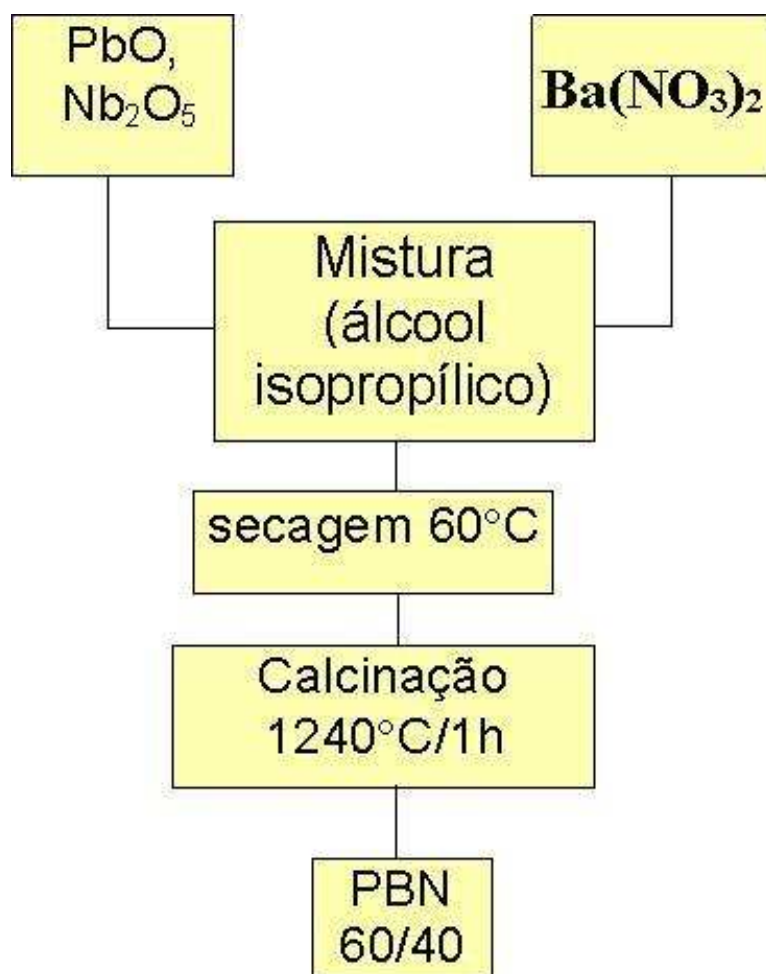 PbO,
Nb₂O₅
Ba(NO₃)₂
Mistura
(álcool
isopropílico)
secagem 60°C
Calcinação
1240°C/1h
PBN
60/40